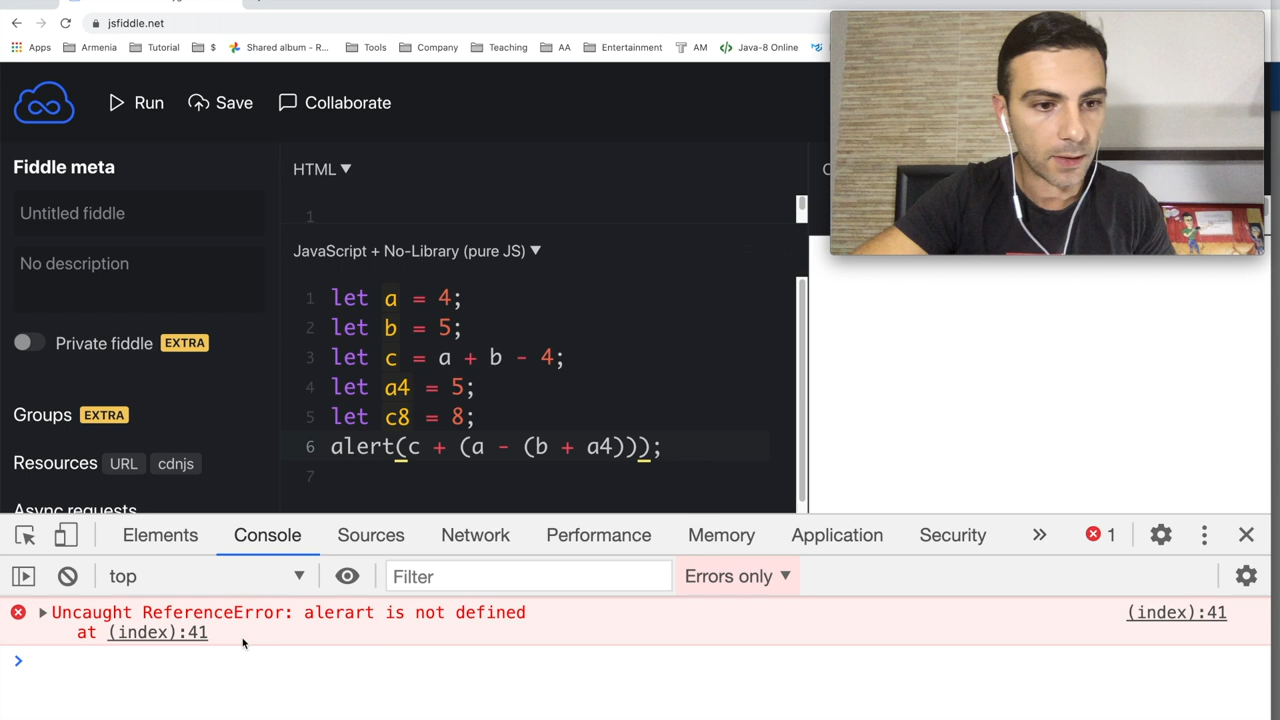 jsfiddle.net
Apps Armenia Tutorial $ Shared album - R... Tools Company Teaching AA Entertainment AM Java-8 Online
Run Save Collaborate
Fiddle meta
Untitled fiddle
No description
Private fiddle EXTRA
Groups EXTRA
Resources URL cdnjs
Async requests
HTML ▼
1
JavaScript + No-Library (pure JS) ▼
1 let a = 4;
2 let b = 5;
3 let c = a + b - 4;
4 let a4 = 5;
5 let c8 = 8;
6 alert(c + (a - (b + a4)));
7
Elements Console Sources Network Performance Memory Application Security » 1
top ▼ Filter Errors only ▼
Uncaught ReferenceError: alerart is not defined (index):41
at (index):41
>